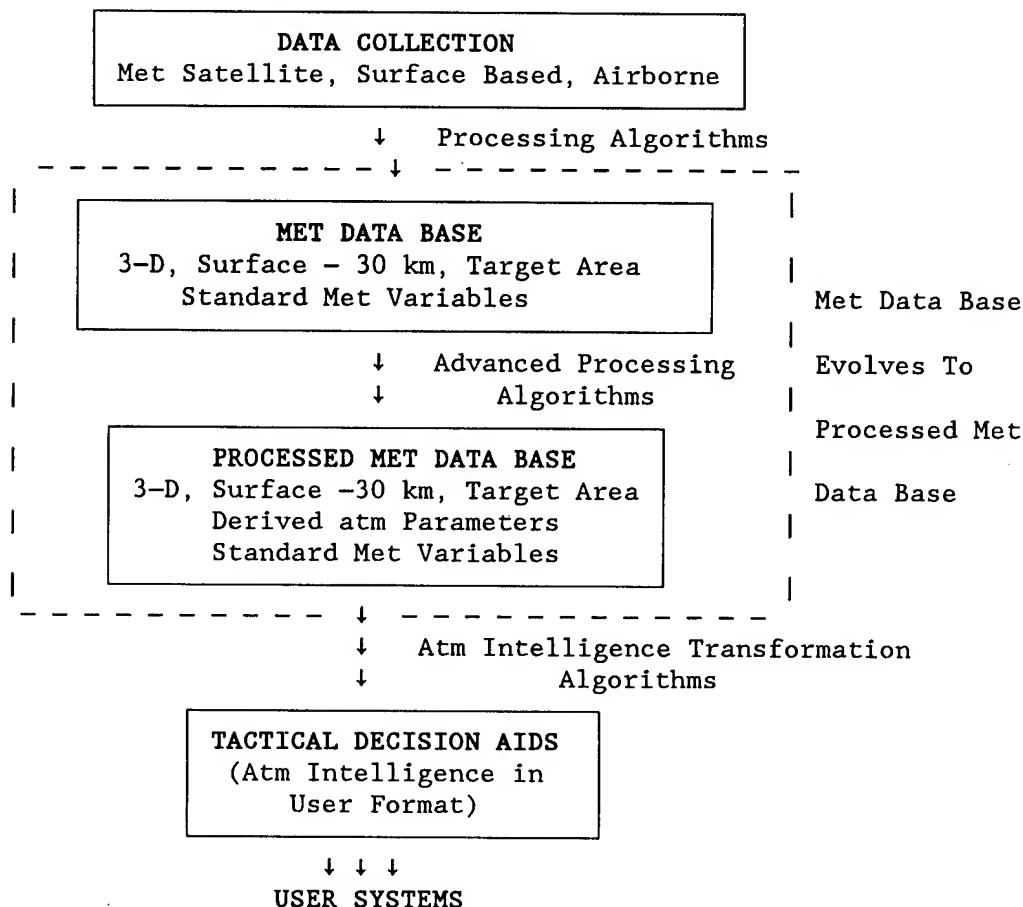 DATA COLLECTION
Met Satellite, Surface Based, Airborne
↓ Processing Algorithms
↓
MET DATA BASE
3-D, Surface - 30 km, Target Area
Standard Met Variables
↓ Advanced Processing
↓ Algorithms
PROCESSED MET DATA BASE
3-D, Surface -30 km, Target Area
Derived atm Parameters
Standard Met Variables
Met Data Base
Evolves To
Processed Met
Data Base
↓
↓ Atm Intelligence Transformation
↓ Algorithms
TACTICAL DECISION AIDS
(Atm Intelligence in
User Format)
↓ ↓ ↓
USER SYSTEMS